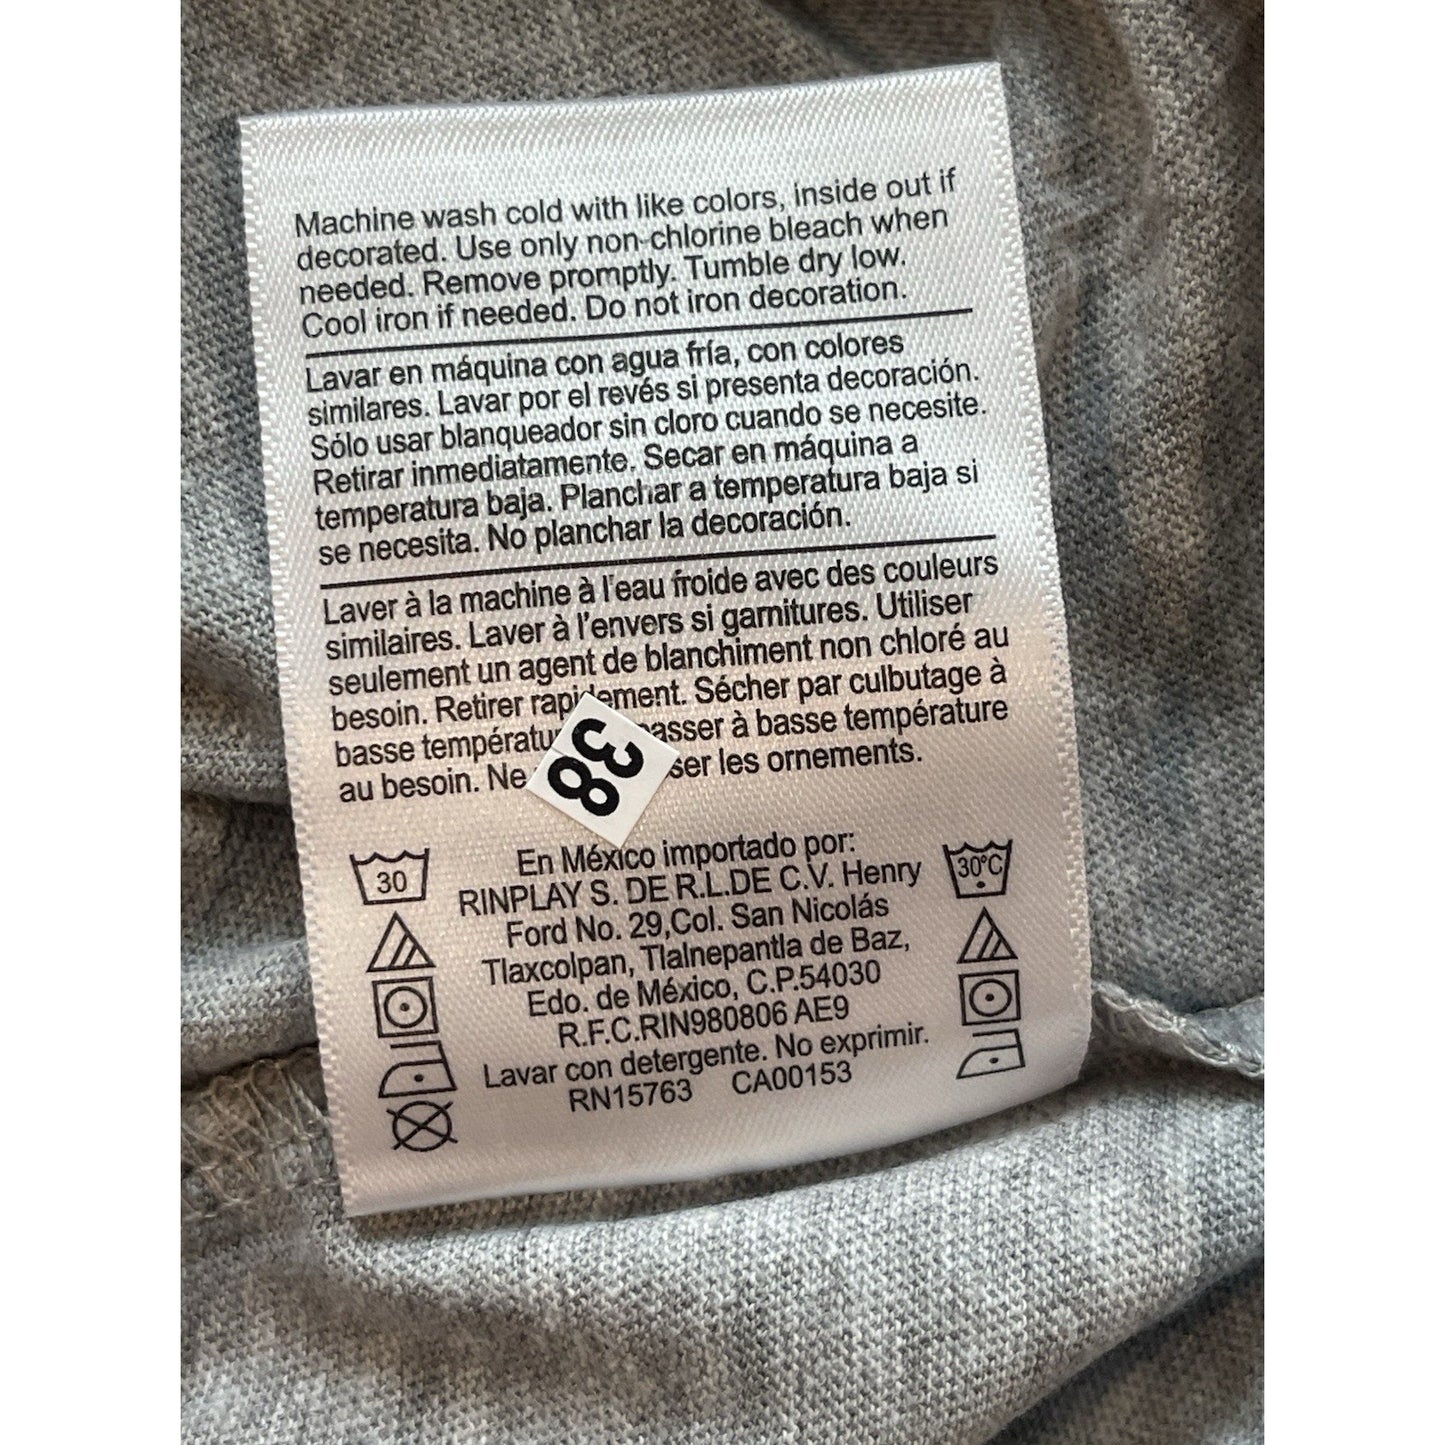 Machine wash cold with like colors, inside out if
decorated. Use only non-chlorine bleach when
needed. Remove promptly. Tumble dry low.
Cool iron if needed. Do not iron decoration.
Lavar en máquina con agua fría, con colores
similares. Lavar por el revés si presenta decoración.
Sólo usar blanqueador sin cloro cuando se necesite.
Retirar inmediatamente. Secar en máquina a
temperatura baja. Planchar a temperatura baja si
se necesita. No planchar la decoración.
Laver à la machine à l'eau froide avec des couleurs
similaires. Laver à l'envers si garnitures. Utiliser
seulement un agent de blanchiment non chloré au
besoin. Retirer rapidement. Sécher par culbutage à
basse températu asser à basse température
au besoin. Ne ser les ornements.
38
En México importado por:
RINPLAY S. DE R.L.DE C.V. Henry
Ford No. 29,Col. San Nicolás
Tlaxcolpan, Tlalnepantla de Baz,
Edo. de México, C.P.54030
R.F.C.RIN980806 AE9
Lavar con detergente. No exprimir.
RN15763 CA00153
30
30°C